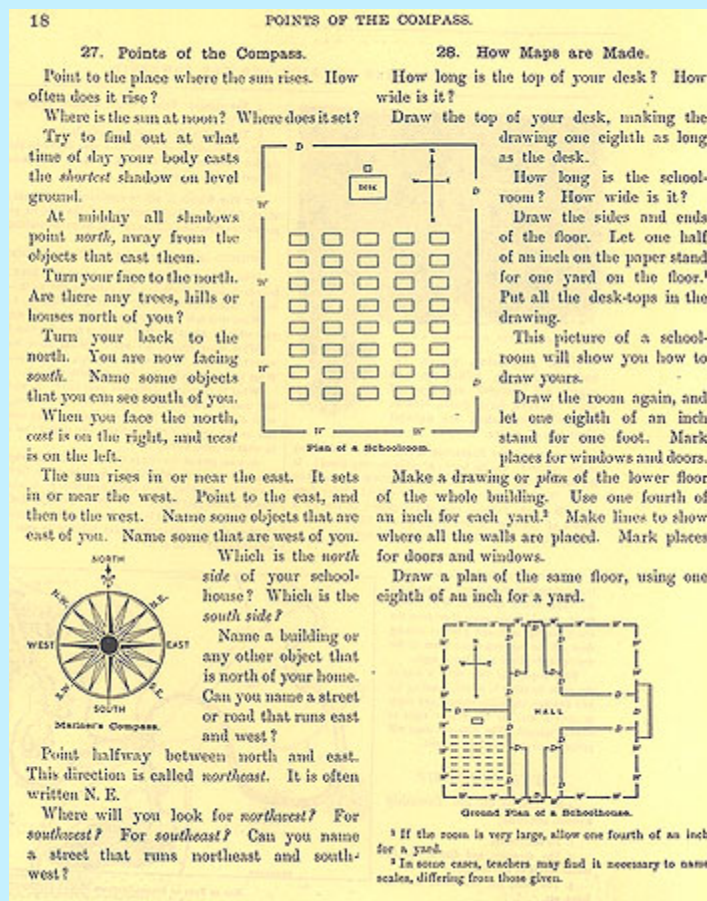 18
POINTS OF THE COMPASS.
27. Points of the Compass.
Point to the place where the sun rises. How
often does it rise?
Where is the sun at noon? Where does it set?
Try to find out at what
time of day your body casts
the shortest shadow on level
ground.
At midday all shadows
point north, away from the
objects that cast them.
Turn your face to the north.
Are there any trees, hills or
houses north of you?
Turn your back to the
north. You are now facing
south. Name some objects
that you can see south of you.
When you face the north,
east is on the right, and west
is on the left.
The sun rises in or near the east. It sets
in or near the west. Point to the east, and
then to the west. Name some objects that are
east of you. Name some that are west of you.
NORTH
N.W.
N.E.
WEST
EAST
S.W.
S.E.
SOUTH
Mariner's Compass.
Which is the north
side of your school-
house? Which is the
south side?
Name a building or
any other object that
is north of your home.
Can you name a street
or road that runs east
and west?
Point halfway between north and east.
This direction is called northeast. It is often
written N. E.
Where will you look for northwest? For
southwest? For southeast? Can you name
a street that runs northeast and south-
west?
D
DESK
D
W
W
W
D
W
W
Plan of a Schoolroom.
28. How Maps are Made.
How long is the top of your desk? How
wide is it?
Draw the top of your desk, making the
drawing one eighth as long
as the desk.
How long is the school-
room? How wide is it?
Draw the sides and ends
of the floor. Let one half
of an inch on the paper stand
for one yard on the floor.¹
Put all the desk-tops in the
drawing.
This picture of a school-
room will show you how to
draw yours.
Draw the room again, and
let one eighth of an inch
stand for one foot. Mark
places for windows and doors.
Make a drawing or plan of the lower floor
of the whole building. Use one fourth of
an inch for each yard.² Make lines to show
where all the walls are placed. Mark places
for doors and windows.
Draw a plan of the same floor, using one
eighth of an inch for a yard.
HALL
Ground Plan of a Schoolhouse.
¹ If the room is very large, allow one fourth of an inch
for a yard.
² In some cases, teachers may find it necessary to name
scales, differing from those given.